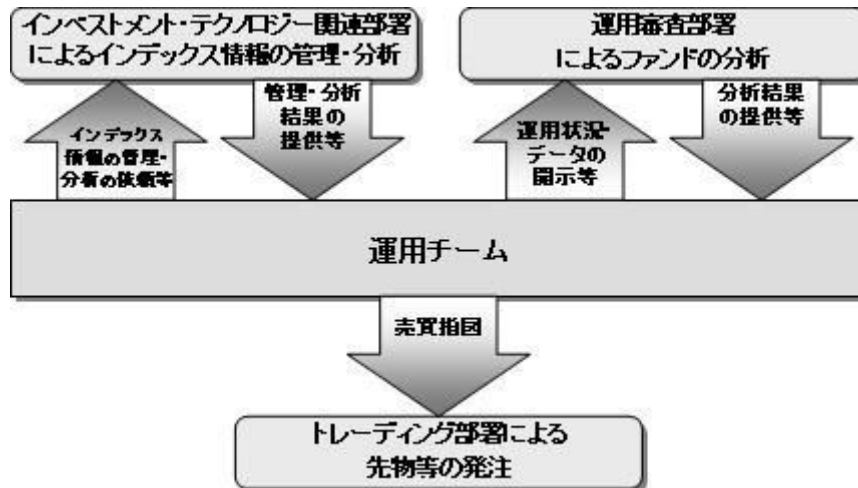 インベストメント・テクノロジー関連部署
によるインデックス情報の管理・分析
運用審査部署
によるファンドの分析
インデックス
情報の管理・
分析の依頼等
管理・分析
結果の
提供等
運用状況・
データの
開示等
分析結果
の提供等
運用チーム
売買指図
トレーディング部署による
先物等の発注